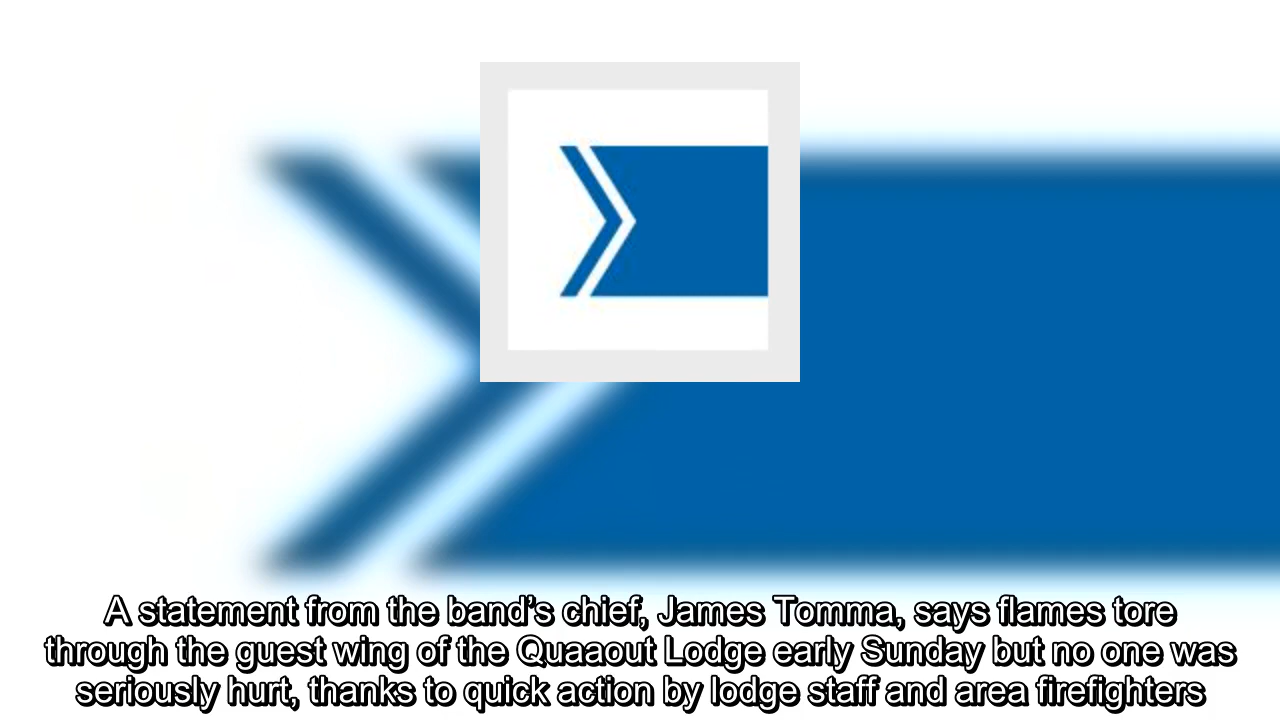 A statement from the band’s chief, James Tomma, says flames tore
through the guest wing of the Quaaout Lodge early Sunday but no one was
seriously hurt, thanks to quick action by lodge staff and area firefighters